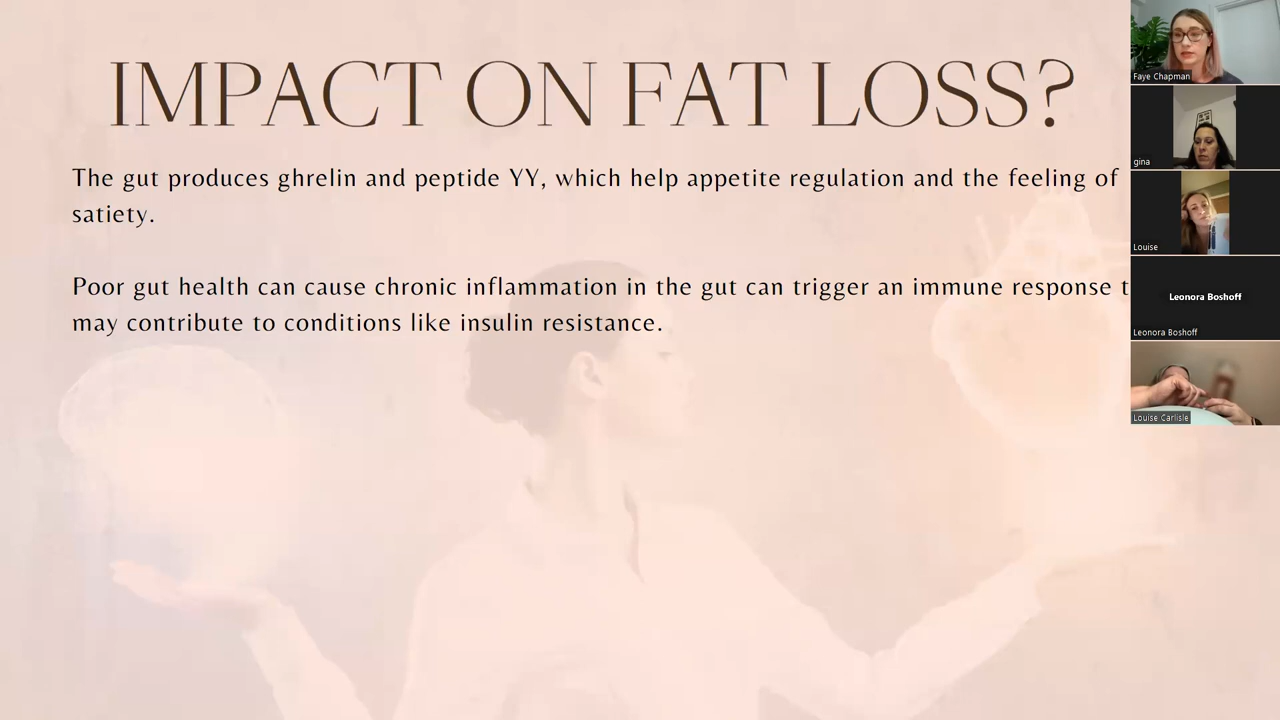 IMPACT ON FAT LOSS?
The gut produces ghrelin and peptide YY, which help appetite regulation and the feeling of
satiety.
Poor gut health can cause chronic inflammation in the gut can trigger an immune response
may contribute to conditions like insulin resistance.
Faye Chapman
gina
Louise
Leonora Boshoff
Leonora Boshoff
Louise Carlisle